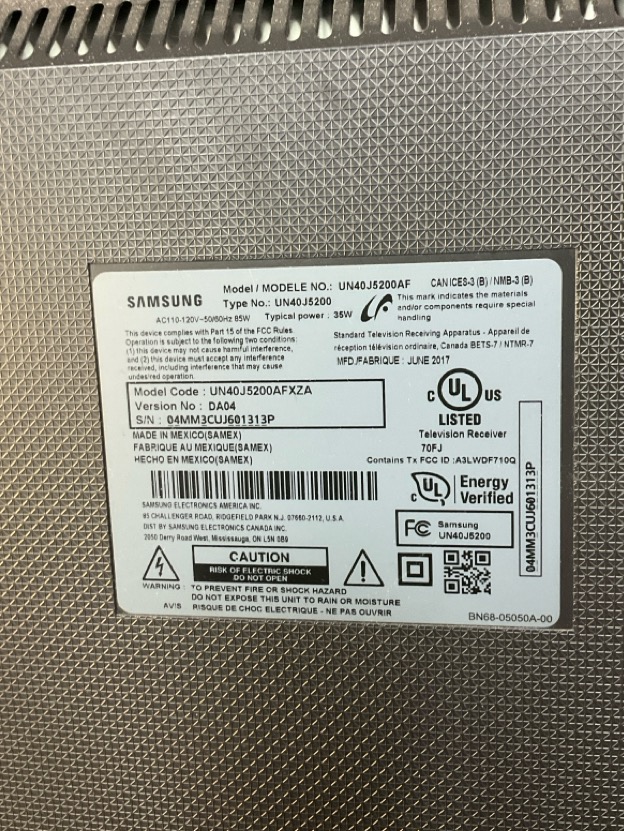 SAMSUNG
Model / MODELE NO.: UN40J5200AF
CAN ICES-3 (B) / NMB-3 (B)
Type No.: UN40J5200
AC110-120V~50/60Hz 85W
Typical power : 35W
This mark indicates the materials
and/or components require special
handling
This device complies with Part 15 of the FCC Rules.
Operation is subject to the following two conditions:
(1) this device may not cause harmful interference,
and (2) this device must accept any interference
received, including interference that may cause
undesired operation.
Standard Television Receiving Apparatus - Appareil de
réception télévision ordinaire, Canada BETS-7 / NTMR-7
MFD./FABRIQUE : JUNE 2017
Model Code : UN40J5200AFXZA
Version No : DA04
S/N : 04MM3CUJ601313P
MADE IN MEXICO(SAMEX)
FABRIQUE AU MEXIQUE(SAMEX)
HECHO EN MEXICO(SAMEX)
C UL US
LISTED
Television Receiver
70FJ
Contains Tx FCC ID :A3LWDF710Q
C UL Energy
Verified
SAMSUNG ELECTRONICS AMERICA INC.
85 CHALLENGER ROAD, RIDGEFIELD PARK N.J. 07660-2112, U.S.A.
DIST BY SAMSUNG ELECTRONICS CANADA INC.
2050 Derry Road West, Mississauga, ON L5N 0B9
FC Samsung
UN40J5200
04MM3CUJ601313P
CAUTION
RISK OF ELECTRIC SHOCK
DO NOT OPEN
WARNING : TO PREVENT FIRE OR SHOCK HAZARD
DO NOT EXPOSE THIS UNIT TO RAIN OR MOISTURE
AVIS RISQUE DE CHOC ELECTRIQUE - NE PAS OUVRIR
BN68-05050A-00